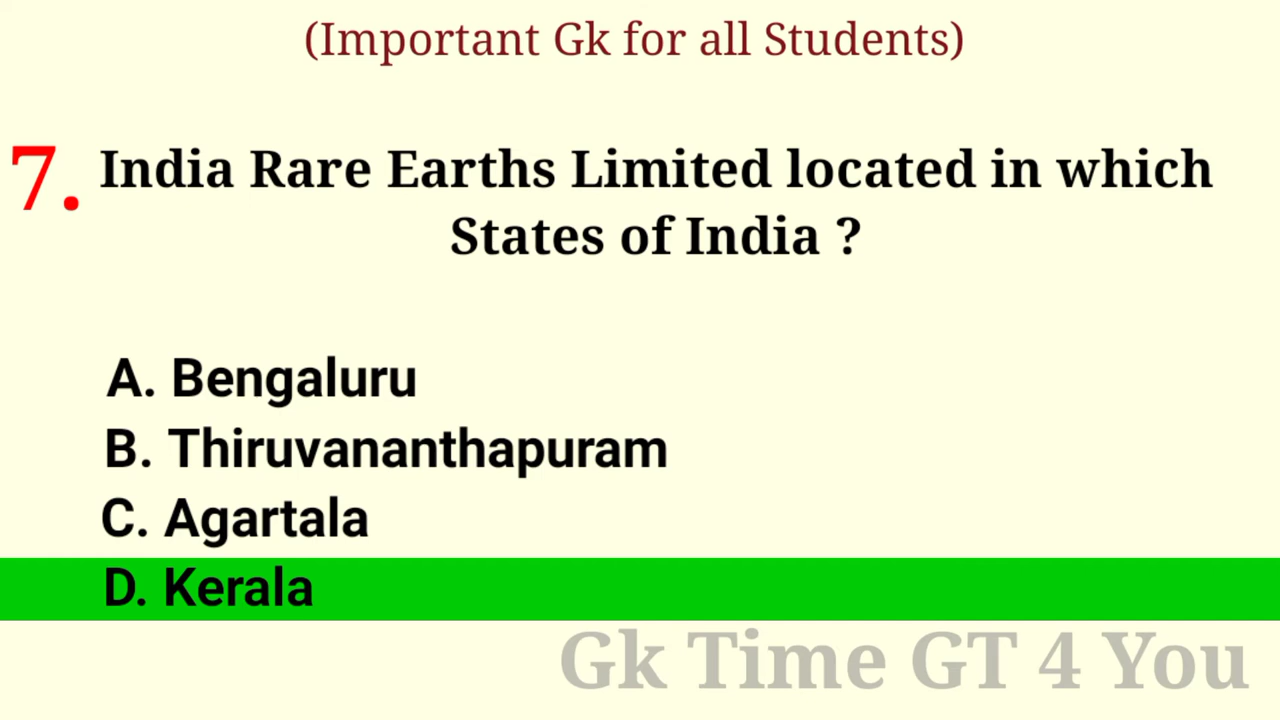 (Important Gk for all Students)
7. India Rare Earths Limited located in which
States of India ?
A. Bengaluru
B. Thiruvananthapuram
C. Agartala
D. Kerala
Gk Time GT 4 You